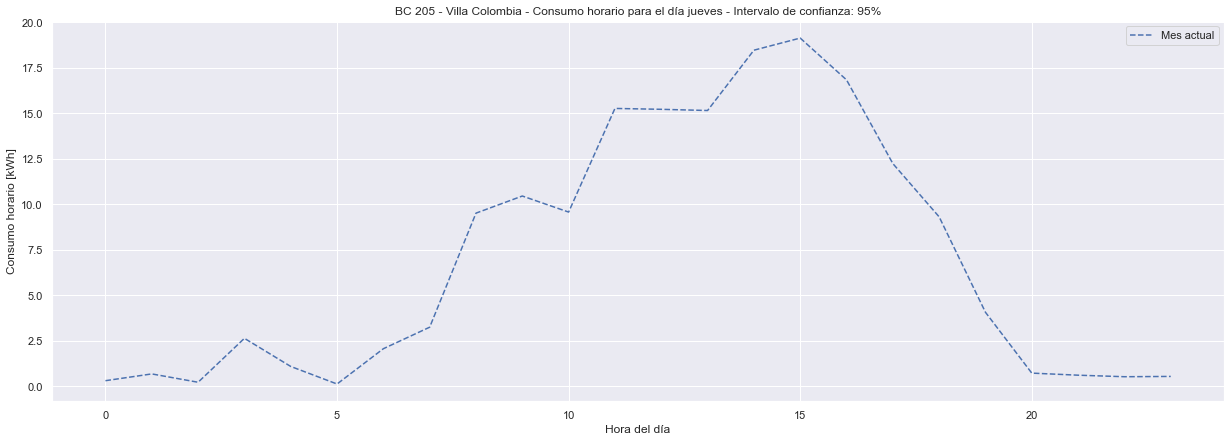 BC 205 - Villa Colombia - Consumo horario para el día jueves - Intervalo de confianza: 95%
20.0
Mes actual
17.5
15.0
12.5
10.0
7.5
5.0
2.5
0.0
Consumo horario [kWh]
0 5 10 15 20
Hora del día